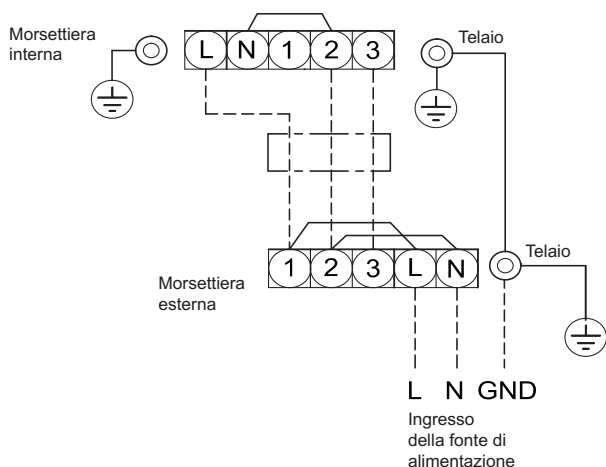 Morsettiera
interna
L N 1 2 3
Telaio
1 2 3 L N
Telaio
Morsettiera
esterna
L N GND
Ingresso
della fonte di
alimentazione